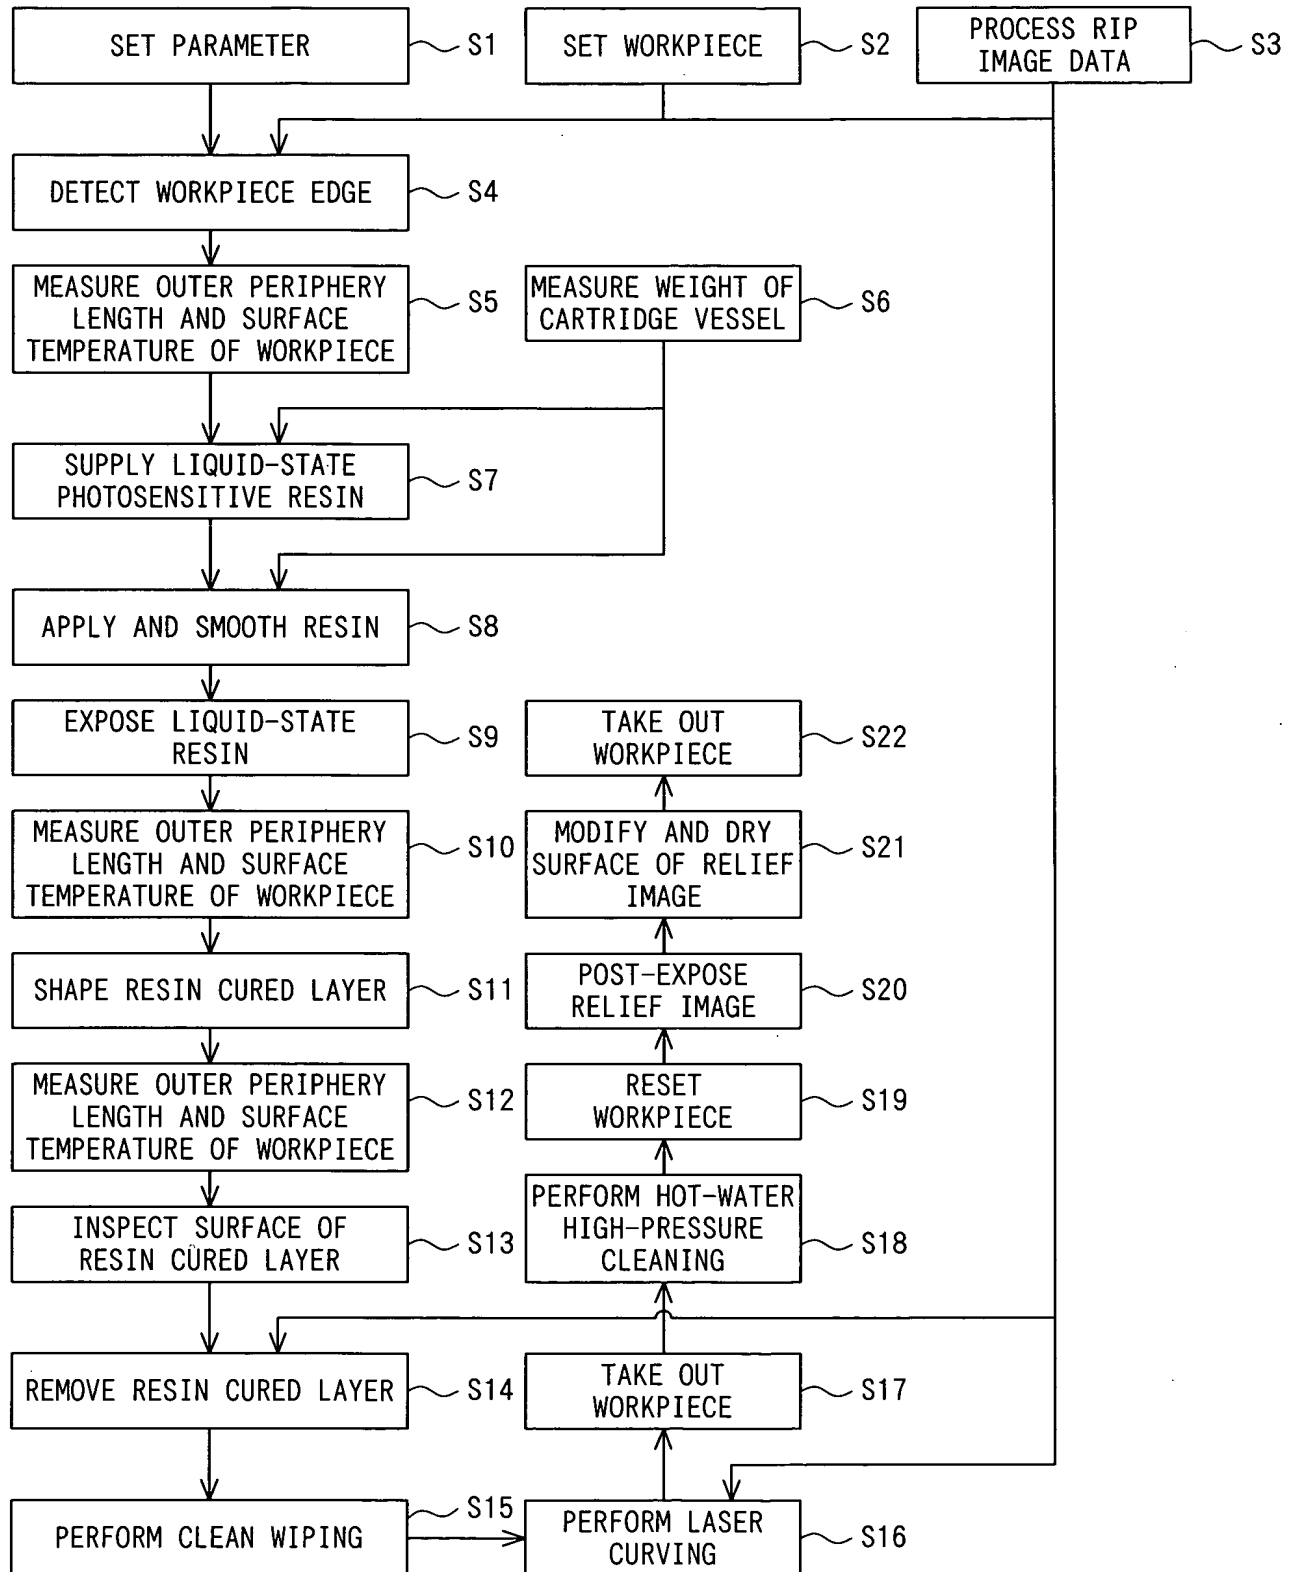 SET PARAMETER
S1
SET WORKPIECE
S2
PROCESS RIP
IMAGE DATA
S3
DETECT WORKPIECE EDGE
S4
MEASURE OUTER PERIPHERY
LENGTH AND SURFACE
TEMPERATURE OF WORKPIECE
S5
MEASURE WEIGHT OF
CARTRIDGE VESSEL
S6
SUPPLY LIQUID-STATE
PHOTOSENSITIVE RESIN
S7
APPLY AND SMOOTH RESIN
S8
EXPOSE LIQUID-STATE
RESIN
S9
TAKE OUT
WORKPIECE
S22
MEASURE OUTER PERIPHERY
LENGTH AND SURFACE
TEMPERATURE OF WORKPIECE
S10
MODIFY AND DRY
SURFACE OF RELIEF
IMAGE
S21
SHAPE RESIN CURED LAYER
S11
POST-EXPOSE
RELIEF IMAGE
S20
MEASURE OUTER PERIPHERY
LENGTH AND SURFACE
TEMPERATURE OF WORKPIECE
S12
RESET
WORKPIECE
S19
INSPECT SURFACE OF
RESIN CURED LAYER
S13
PERFORM HOT-WATER
HIGH-PRESSURE
CLEANING
S18
REMOVE RESIN CURED LAYER
S14
TAKE OUT
WORKPIECE
S17
PERFORM CLEAN WIPING
S15
PERFORM LASER
CURVING
S16